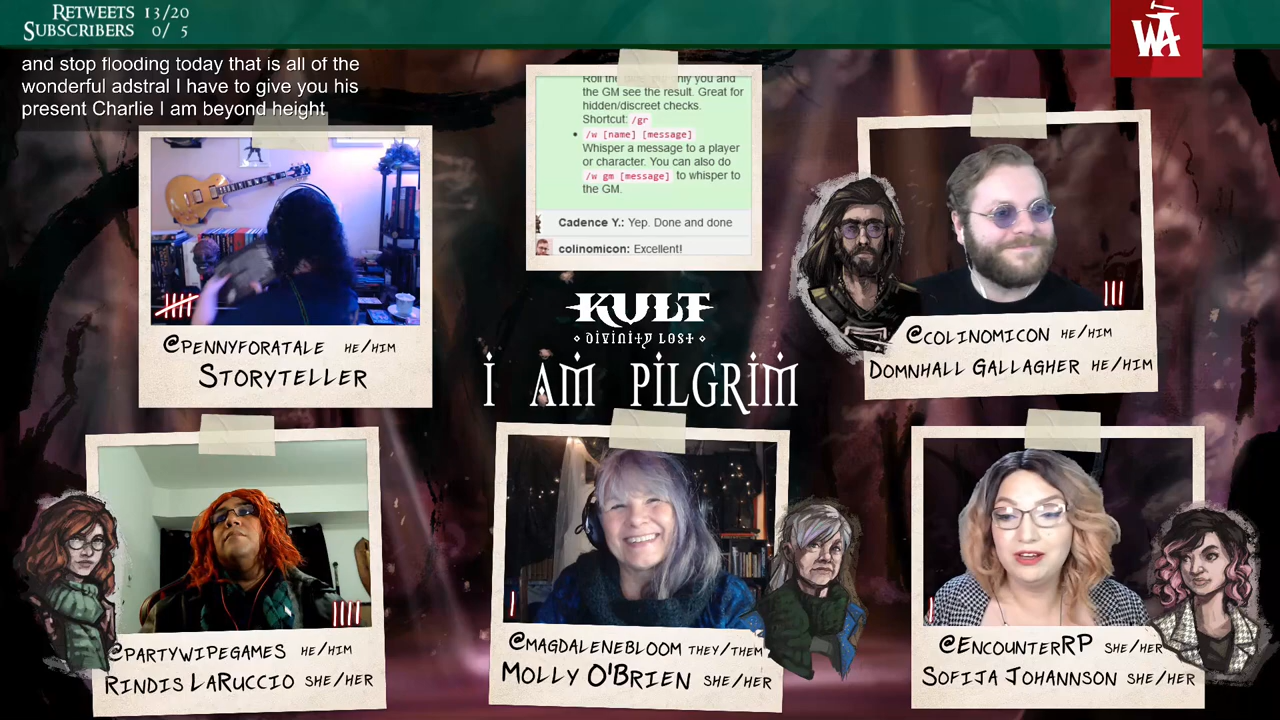 RETWEETS 13/20
SUBSCRIBERS 0/ 5
and stop flooding today that is all of the
wonderful adstral I have to give you his
present Charlie I am beyond height
WA
the GM see the result. Great for
hidden/discreet checks.
Shortcut: /gr
/w [name] [message]
Whisper a message to a player
or character. You can also do
/w gm [message] to whisper to
the GM.
Cadence Y.: Yep. Done and done
colinomicon: Excellent!
KULT
DIVINITY LOST
I AM PILGRIM
@PENNYFORATALE HE/HIM
STORYTELLER
@COLINOMICON HE/HIM
DOMNHALL GALLAGHER HE/HIM
@PARTYWIPEGAMES HE/HIM
RINDIS LARUCCIO SHE/HER
@MAGDALENEBLOOM THEY/THEM
MOLLY O'BRIEN SHE/HER
@ENCOUNTERRP SHE/HER
SOFIJA JOHANNSON SHE/HER